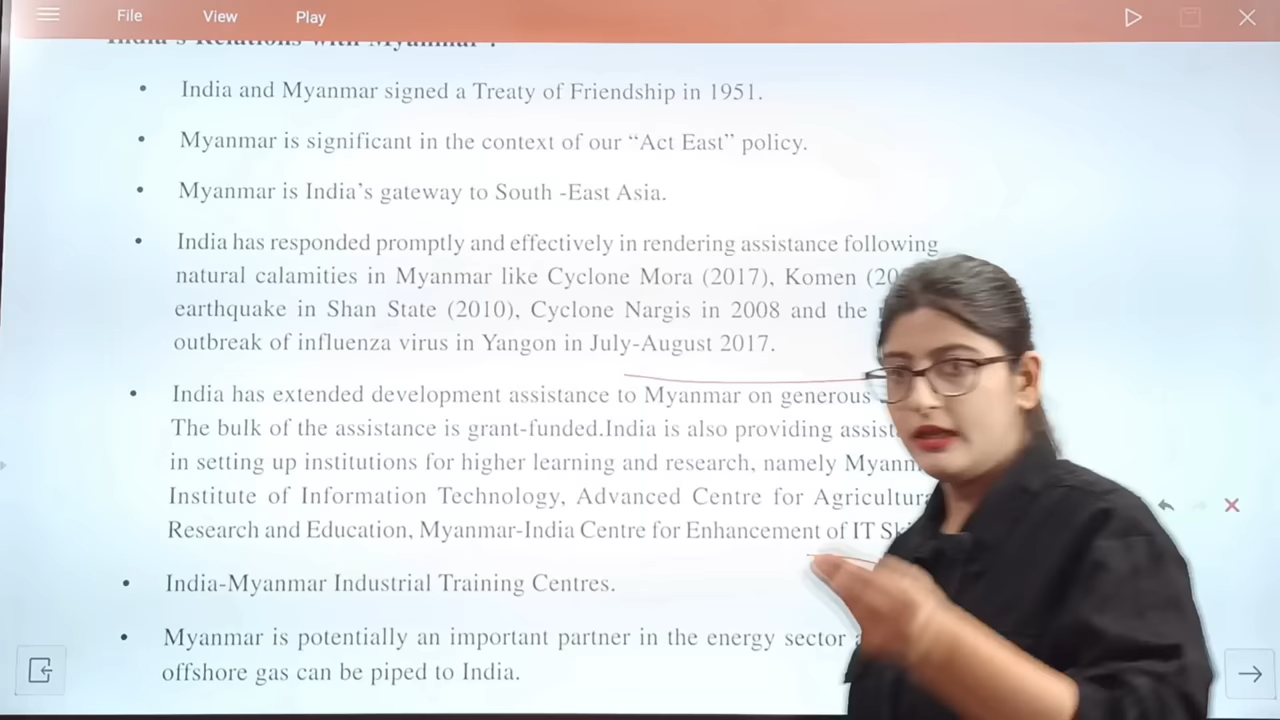 File View Play
India's Relations with Myanmar :
• India and Myanmar signed a Treaty of Friendship in 1951.
• Myanmar is significant in the context of our “Act East” policy.
• Myanmar is India’s gateway to South -East Asia.
• India has responded promptly and effectively in rendering assistance following
natural calamities in Myanmar like Cyclone Mora (2017), Komen
earthquake in Shan State (2010), Cyclone Nargis in 2008 and the
outbreak of influenza virus in Yangon in July-August 2017.
• India has extended development assistance to Myanmar on generous
The bulk of the assistance is grant-funded.India is also providing
in setting up institutions for higher learning and research, namely
Institute of Information Technology, Advanced Centre for
Research and Education, Myanmar-India Centre for Enhancement of IT
• India-Myanmar Industrial Training Centres.
• Myanmar is potentially an important partner in the energy sector
offshore gas can be piped to India.